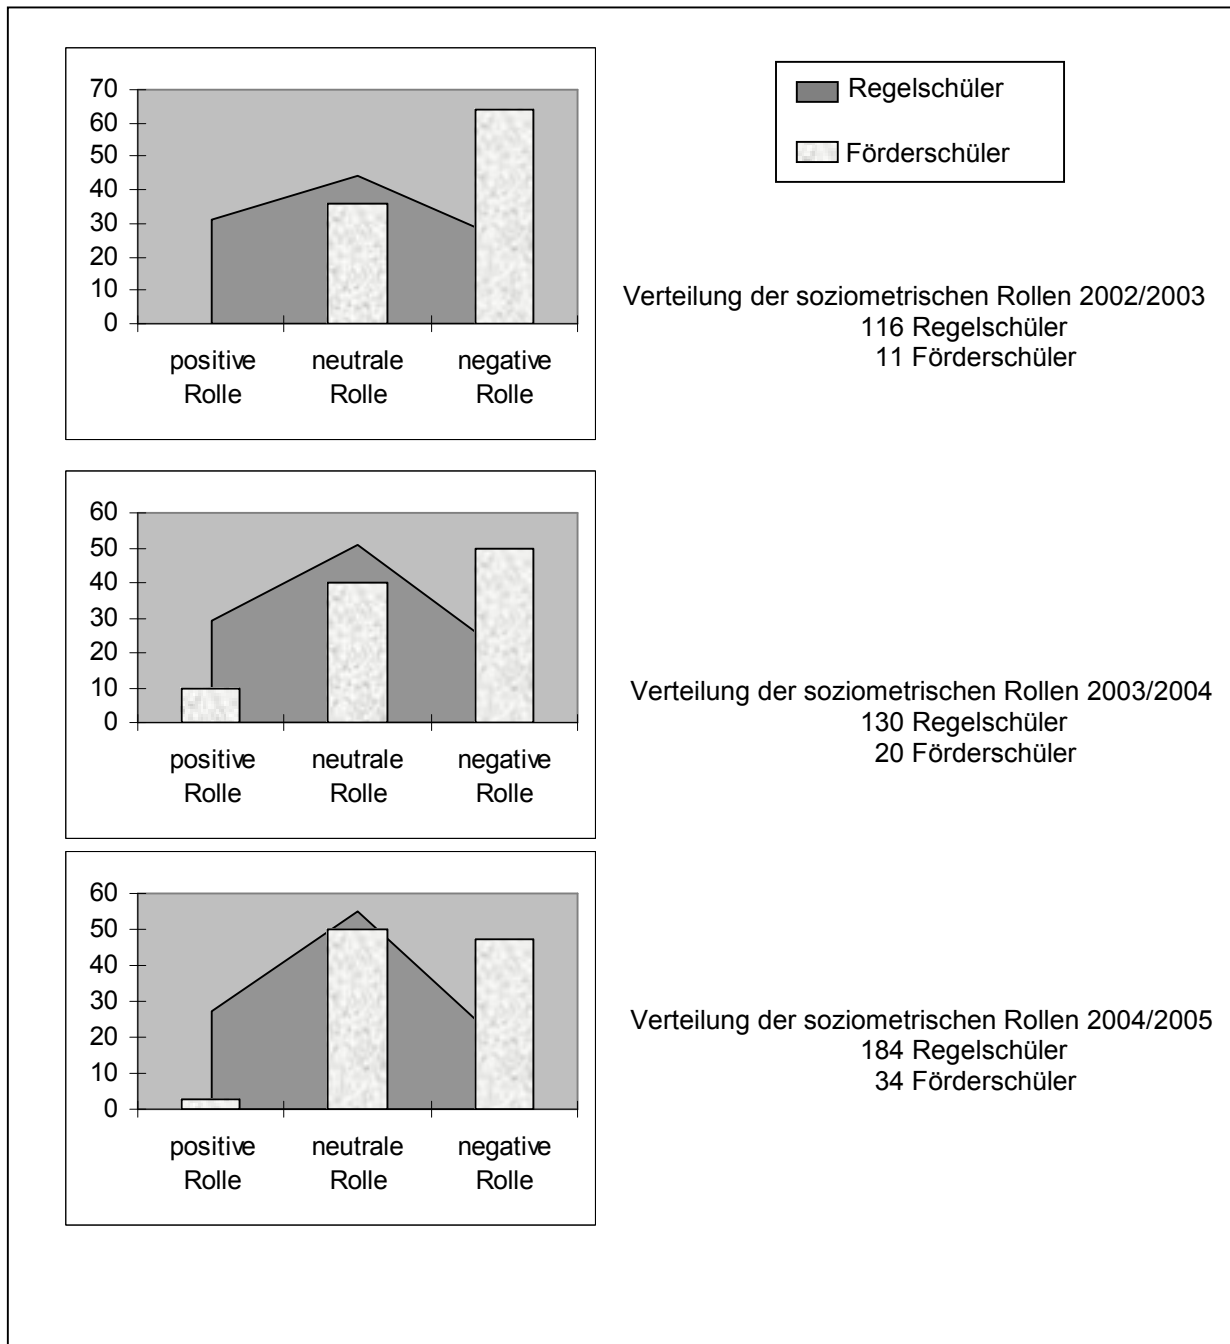 Regelschüler
Förderschüler
70
60
50
40
30
20
10
0
positive neutrale negative
Rolle Rolle Rolle
Verteilung der soziometrischen Rollen 2002/2003
116 Regelschüler
11 Förderschüler
60
50
40
30
20
10
0
positive neutrale negative
Rolle Rolle Rolle
Verteilung der soziometrischen Rollen 2003/2004
130 Regelschüler
20 Förderschüler
60
50
40
30
20
10
0
positive neutrale negative
Rolle Rolle Rolle
Verteilung der soziometrischen Rollen 2004/2005
184 Regelschüler
34 Förderschüler